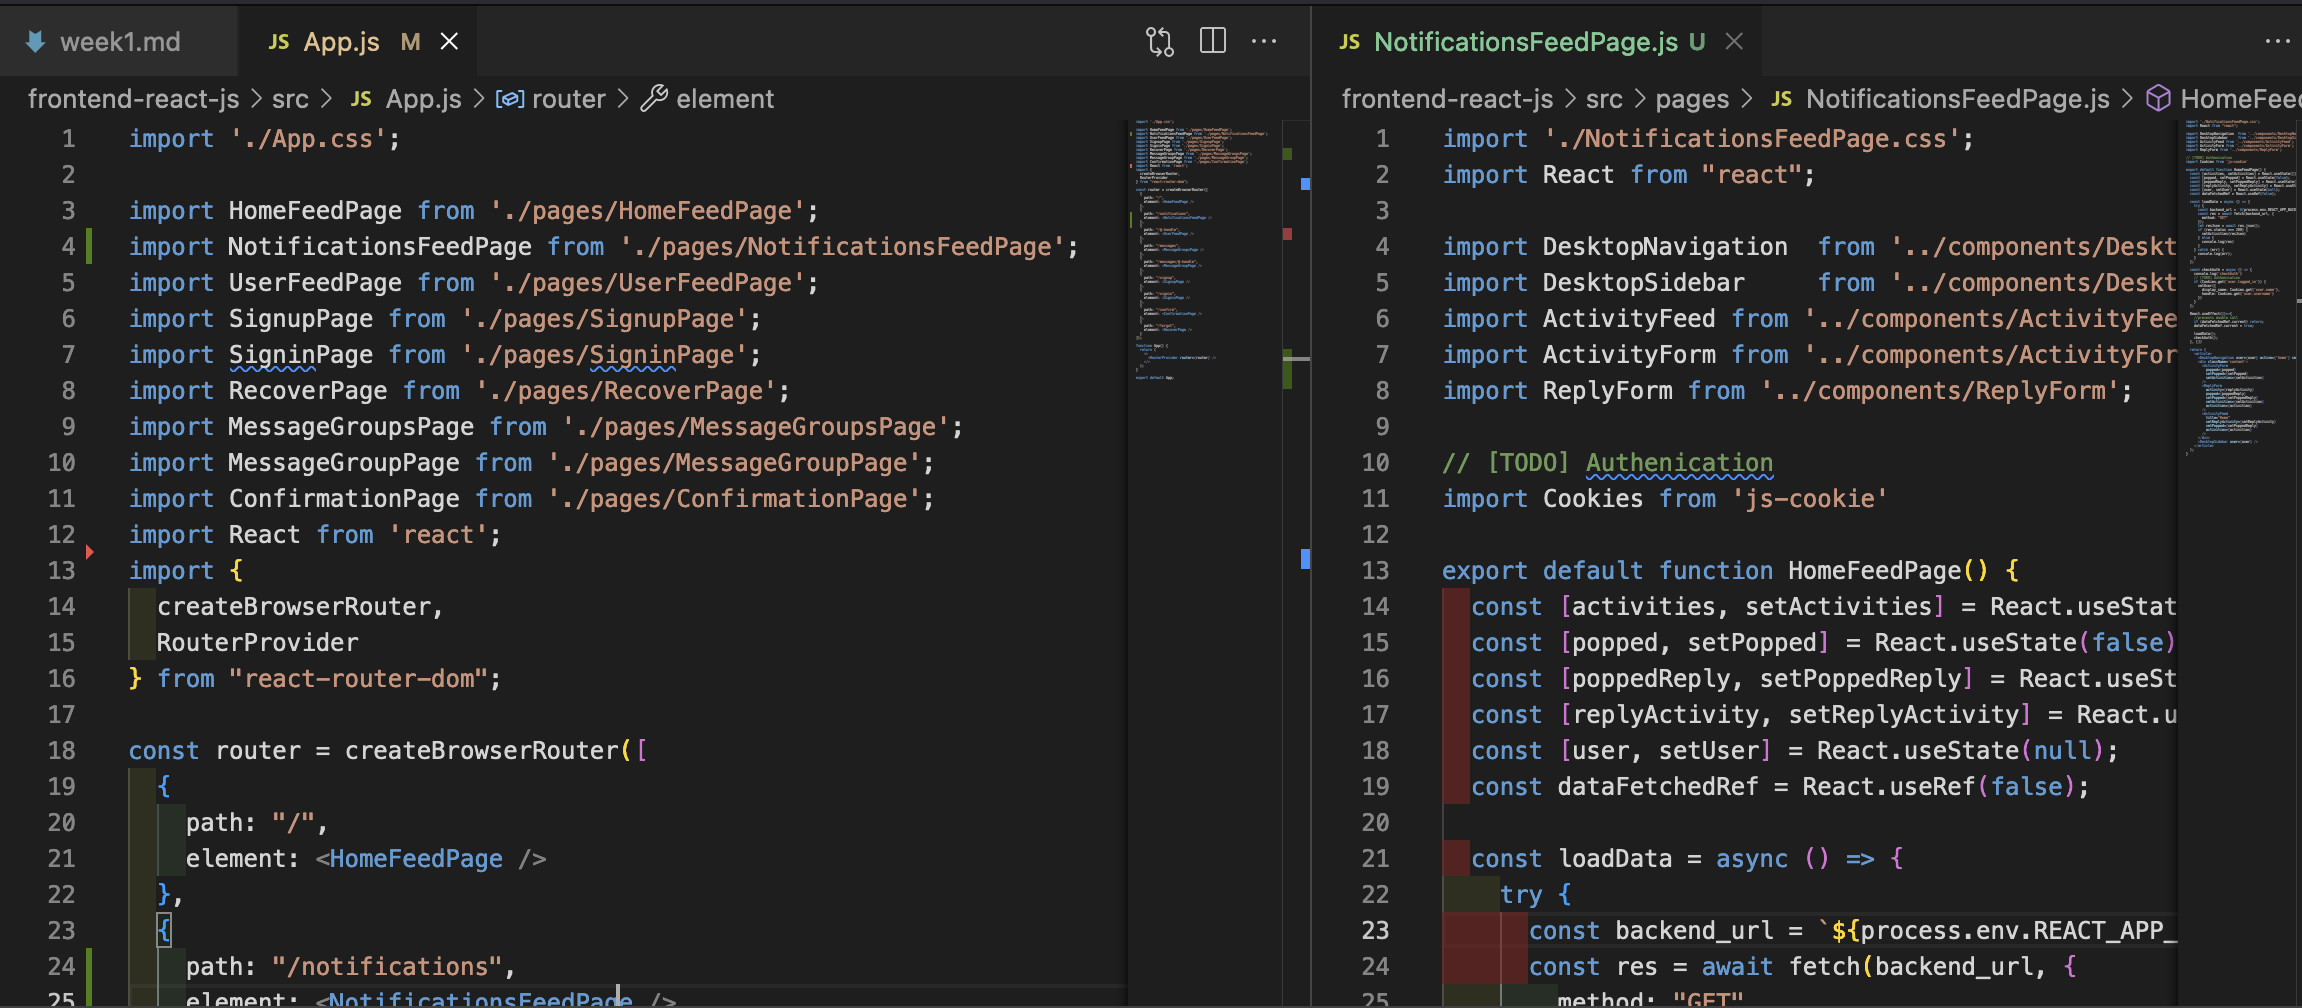 week1.md
JS App.js M
JS NotificationsFeedPage.js U
frontend-react-js > src > JS App.js > router > element
1 import './App.css';
2
3 import HomeFeedPage from './pages/HomeFeedPage';
4 import NotificationsFeedPage from './pages/NotificationsFeedPage';
5 import UserFeedPage from './pages/UserFeedPage';
6 import SignupPage from './pages/SignupPage';
7 import SigninPage from './pages/SigninPage';
8 import RecoverPage from './pages/RecoverPage';
9 import MessageGroupsPage from './pages/MessageGroupsPage';
10 import MessageGroupPage from './pages/MessageGroupPage';
11 import ConfirmationPage from './pages/ConfirmationPage';
12 import React from 'react';
13 import {
14 createBrowserRouter,
15 RouterProvider
16 } from "react-router-dom";
17
18 const router = createBrowserRouter([
19 {
20 path: "/",
21 element: <HomeFeedPage />
22 },
23 {
24 path: "/notifications",
25 element: <NotificationsFeedPage />
frontend-react-js > src > pages > JS NotificationsFeedPage.js > HomeFee
1 import './NotificationsFeedPage.css';
2 import React from "react";
3
4 import DesktopNavigation from '../components/Deskt
5 import DesktopSidebar from '../components/Deskt
6 import ActivityFeed from '../components/ActivityFee
7 import ActivityForm from '../components/ActivityFor
8 import ReplyForm from '../components/ReplyForm';
9
10 // [TODO] Authenication
11 import Cookies from 'js-cookie'
12
13 export default function HomeFeedPage() {
14 const [activities, setActivities] = React.useStat
15 const [popped, setPopped] = React.useState(false)
16 const [poppedReply, setPoppedReply] = React.useSt
17 const [replyActivity, setReplyActivity] = React.u
18 const [user, setUser] = React.useState(null);
19 const dataFetchedRef = React.useRef(false);
20
21 const loadData = async () => {
22 try {
23 const backend_url = `${process.env.REACT_APP_
24 const res = await fetch(backend_url, {
25 method: "GET"